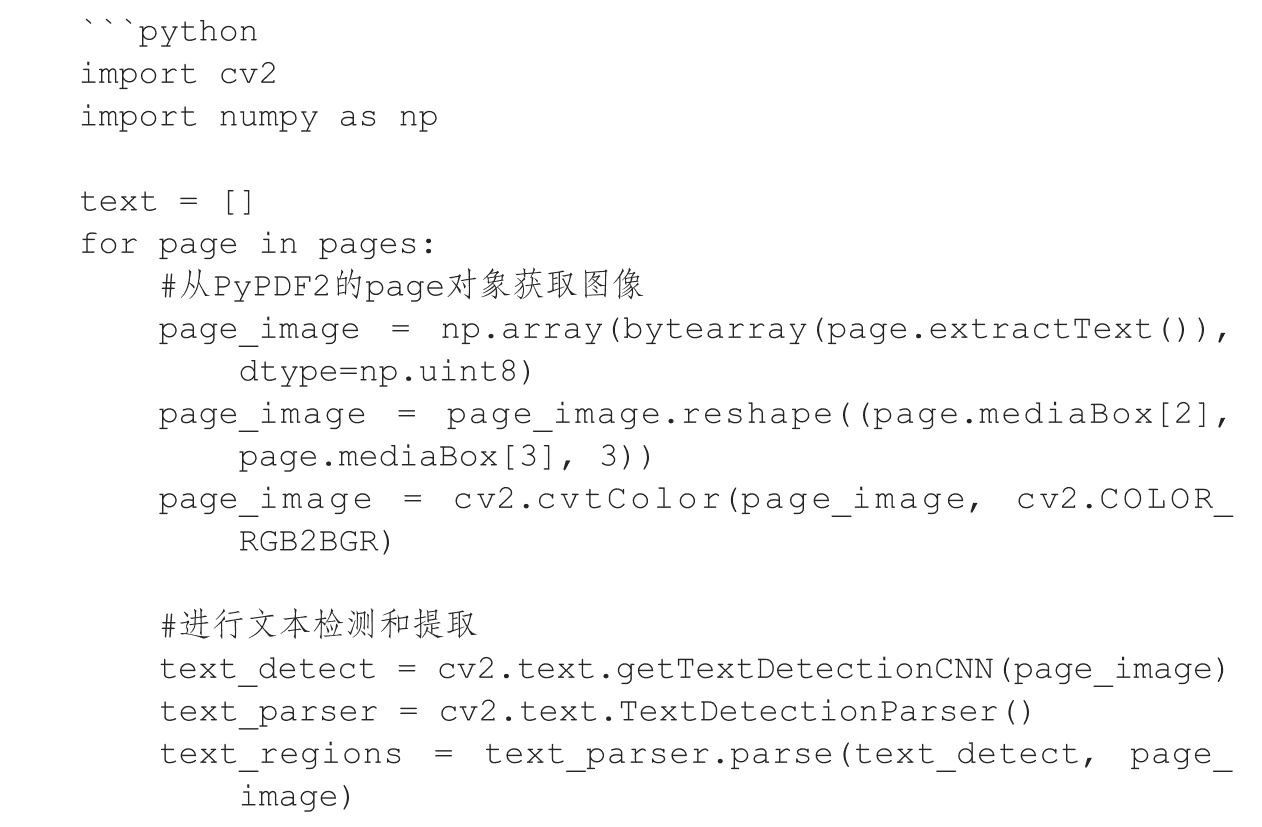 ```python
import cv2
import numpy as np
text = []
for page in pages:
#从PyPDF2的page对象获取图像
page_image = np.array(bytearray(page.extractText()),
dtype=np.uint8)
page_image = page_image.reshape((page.mediaBox[2],
page.mediaBox[3], 3))
page_image = cv2.cvtColor(page_image, cv2.COLOR_
RGB2BGR)
#进行文本检测和提取
text_detect = cv2.text.getTextDetectionCNN(page_image)
text_parser = cv2.text.TextDetectionParser()
text_regions = text_parser.parse(text_detect, page_
image)